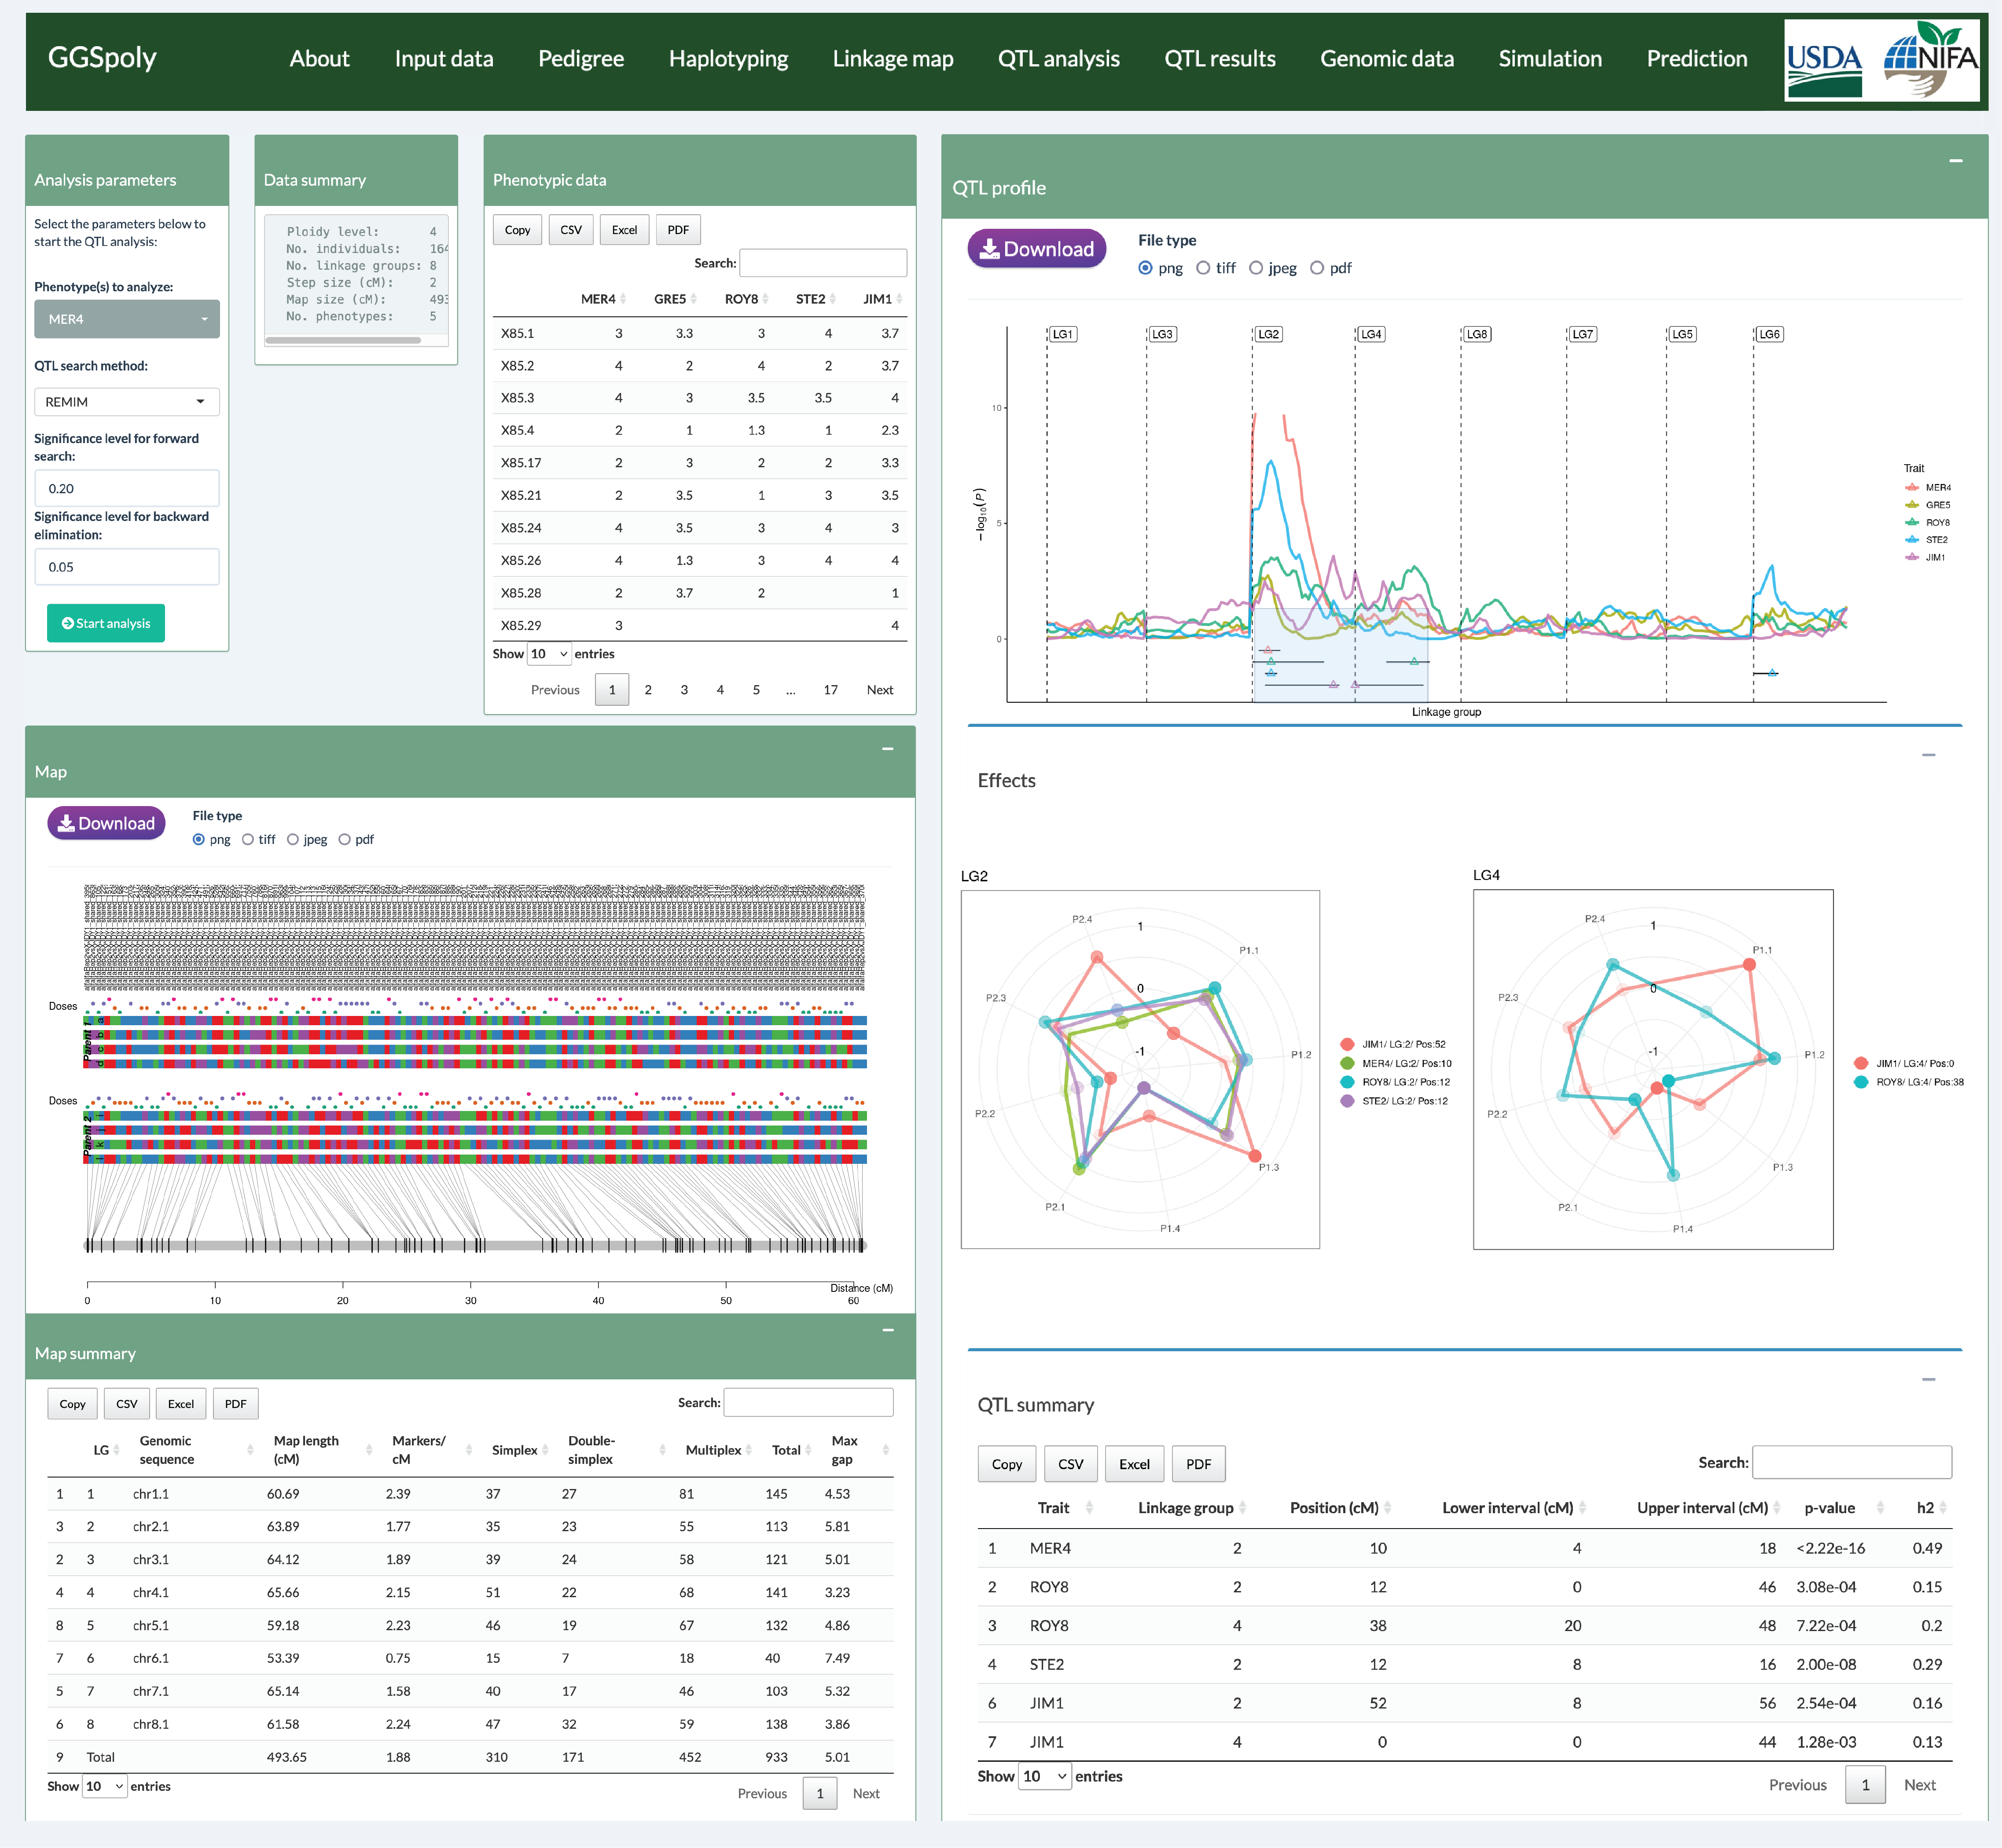 GGSpoly
About Input data Pedigree Haplotyping Linkage map QTL analysis QTL results Genomic data Simulation Prediction
USDA NIFA
Analysis parameters
Select the parameters below to
start the QTL analysis:
Phenotype(s) to analyze:
MER4
QTL search method:
REMIM
Significance level for forward
search:
0.20
Significance level for backward
elimination:
0.05
Start analysis
Data summary
Ploidy level: 4
No. individuals: 164
No. linkage groups: 8
Step size (cM): 2
Map size (cM): 493
No. phenotypes: 5
Phenotypic data
Copy CSV Excel PDF
Search:
MER4 GRE5 ROY8 STE2 JIM1
X85.1 3 3.3 3 4 3.7
X85.2 4 2 4 2 3.7
X85.3 4 3 3.5 3.5 4
X85.4 2 1 1.3 1 2.3
X85.17 2 3 2 2 3.3
X85.21 2 3.5 1 3 3.5
X85.24 4 3.5 3 4 3
X85.26 4 1.3 3 4 4
X85.28 2 3.7 2 1
X85.29 3 4
Show 10 entries
Previous 1 2 3 4 5 ... 17 Next
Map
Download
File type
png tiff jpeg pdf
Doses
Parent 1
a
b
c
d
Doses
Parent 2
i
j
k
l
Distance (cM)
0 10 20 30 40 50 60
Map summary
Copy CSV Excel PDF
Search:
LG Genomic sequence Map length (cM) Markers/ cM Simplex Double-simplex Multiplex Total Max gap
1 1 chr1.1 60.69 2.39 37 27 81 145 4.53
3 2 chr2.1 63.89 1.77 35 23 55 113 5.81
2 3 chr3.1 64.12 1.89 39 24 58 121 5.01
4 4 chr4.1 65.66 2.15 51 22 68 141 3.23
8 5 chr5.1 59.18 2.23 46 19 67 132 4.86
7 6 chr6.1 53.39 0.75 15 7 18 40 7.49
5 7 chr7.1 65.14 1.58 40 17 46 103 5.32
6 8 chr8.1 61.58 2.24 47 32 59 138 3.86
9 Total 493.65 1.88 310 171 452 933 5.01
Show 10 entries
Previous 1 Next
QTL profile
Download
File type
png tiff jpeg pdf
LG1 LG3 LG2 LG4 LG8 LG7 LG5 LG6
10
5
0
−log10(P)
Linkage group
Trait
MER4
GRE5
ROY8
STE2
JIM1
Effects
LG2
P2.4
1
P1.1
P2.3
0
P1.2
-1
P2.2
P1.3
P2.1
P1.4
JIM1/ LG:2/ Pos:52
MER4/ LG:2/ Pos:10
ROY8/ LG:2/ Pos:12
STE2/ LG:2/ Pos:12
LG4
P2.4
1
P1.1
P2.3
0
P1.2
-1
P2.2
P1.3
P2.1
P1.4
JIM1/ LG:4/ Pos:0
ROY8/ LG:4/ Pos:38
QTL summary
Copy CSV Excel PDF
Search:
Trait Linkage group Position (cM) Lower interval (cM) Upper interval (cM) p-value h2
1 MER4 2 10 4 18 <2.22e-16 0.49
2 ROY8 2 12 0 46 3.08e-04 0.15
3 ROY8 4 38 20 48 7.22e-04 0.2
4 STE2 2 12 8 16 2.00e-08 0.29
6 JIM1 2 52 8 56 2.54e-04 0.16
7 JIM1 4 0 0 44 1.28e-03 0.13
Show 10 entries
Previous 1 Next